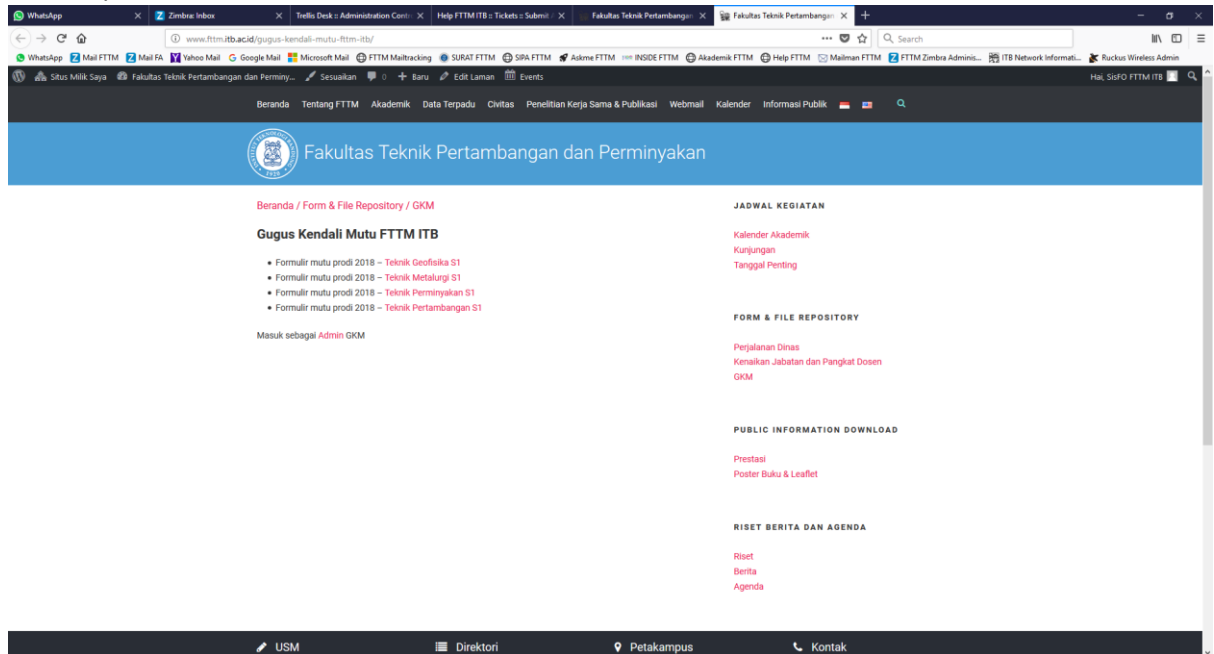 WhatsApp
Zimbra: Inbox
Trellis Desk :: Administration Contro
Help FTTM ITB :: Tickets :: Submit
Fakultas Teknik Pertambangan
Fakultas Teknik Pertambangan
www.fttm.itb.ac.id/gugus-kendali-mutu-fttm-itb/
Search
WhatsApp Mail FTTM Mail FA Yahoo Mail Google Mail Microsoft Mail FTTM Mailtracking SURAT FTTM SIPA FTTM Askme FTTM INSIDE FTTM Akademik FTTM Help FTTM Mailman FTTM FTTM Zimbra Adminis... ITB Network Informati... Ruckus Wireless Admin
Situs Milik Saya Fakultas Teknik Pertambangan dan Perminy... Sesuaikan 0 + Baru Edit Laman Events Hai, SisFO FTTM ITB
Beranda Tentang FTTM Akademik Data Terpadu Civitas Penelitian Kerja Sama & Publikasi Webmail Kalender Informasi Publik
Fakultas Teknik Pertambangan dan Perminyakan
Beranda / Form & File Repository / GKM
Gugus Kendali Mutu FTTM ITB
• Formulir mutu prodi 2018 – Teknik Geofisika S1
• Formulir mutu prodi 2018 – Teknik Metalurgi S1
• Formulir mutu prodi 2018 – Teknik Perminyakan S1
• Formulir mutu prodi 2018 – Teknik Pertambangan S1
Masuk sebagai Admin GKM
JADWAL KEGIATAN
Kalender Akademik
Kunjungan
Tanggal Penting
FORM & FILE REPOSITORY
Perjalanan Dinas
Kenaikan Jabatan dan Pangkat Dosen
GKM
PUBLIC INFORMATION DOWNLOAD
Prestasi
Poster Buku & Leaflet
RISET BERITA DAN AGENDA
Riset
Berita
Agenda
USM Direktori Petakampus Kontak